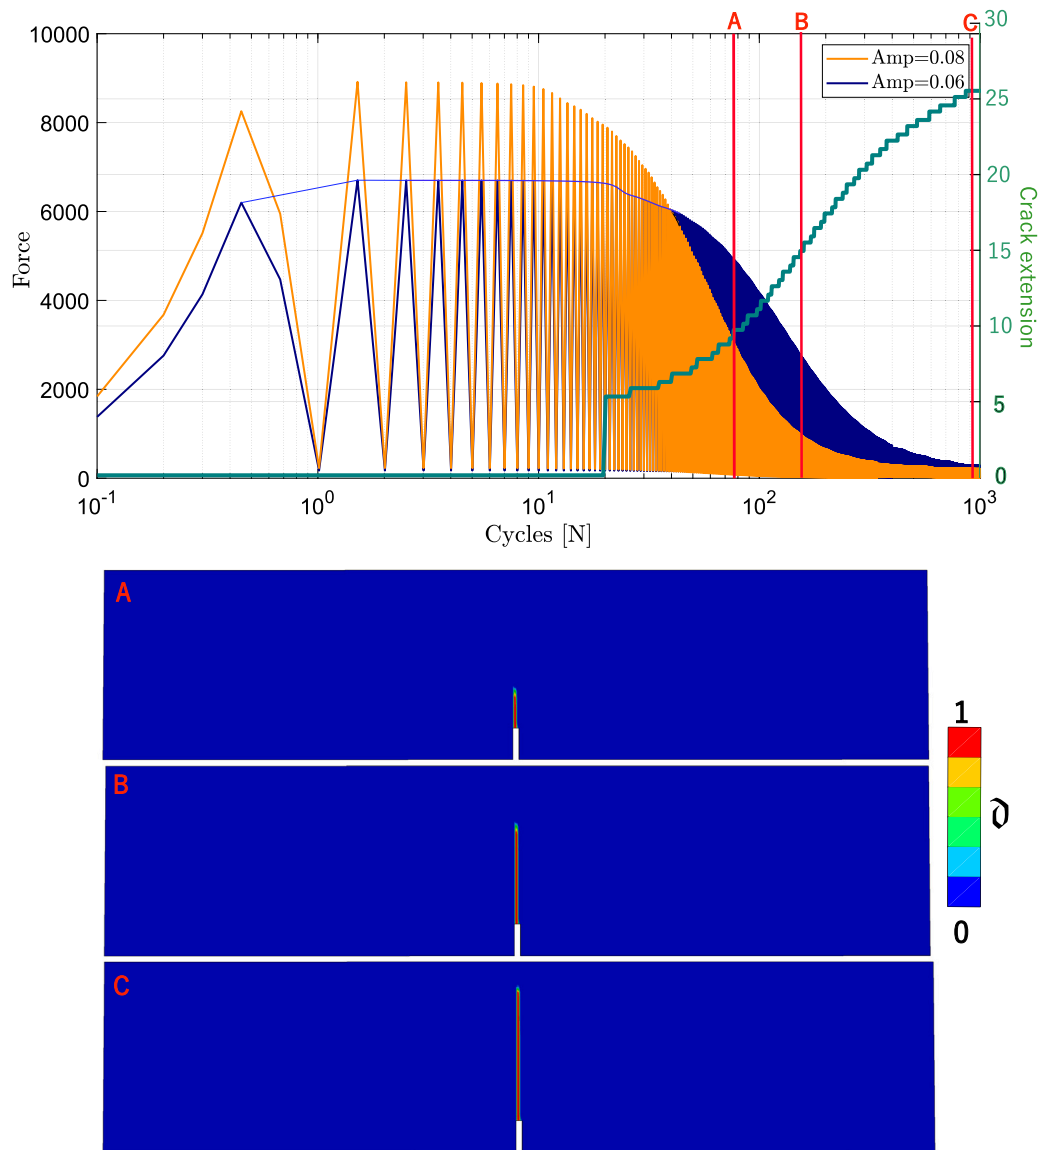 A B C
30
10000
Amp=0.08
Amp=0.06
25
8000
20
6000
15
Force
Crack extension
4000
10
2000
5
0
0
10^-1 10^0 10^1 10^2 10^3
Cycles [N]
A
1
B
𝔡
0
C